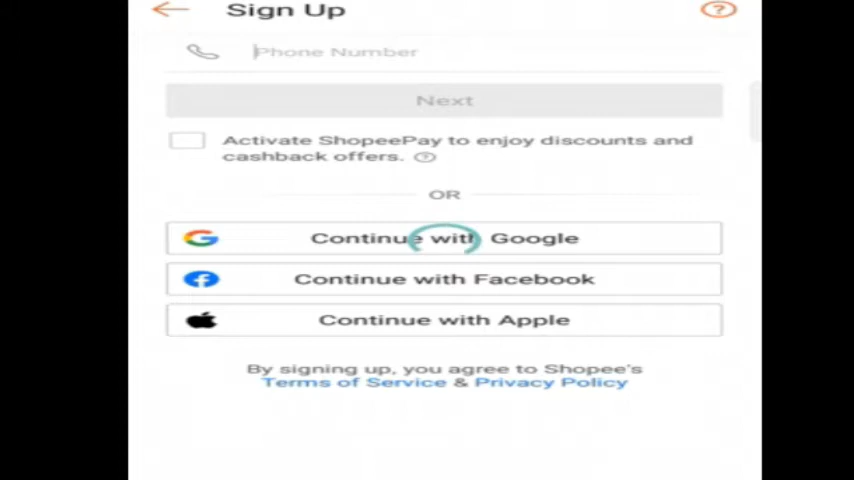 Sign Up
Phone Number
Next
Activate ShopeePay to enjoy discounts and
cashback offers.
OR
Continue with Google
Continue with Facebook
Continue with Apple
By signing up, you agree to Shopee's
Terms of Service & Privacy Policy